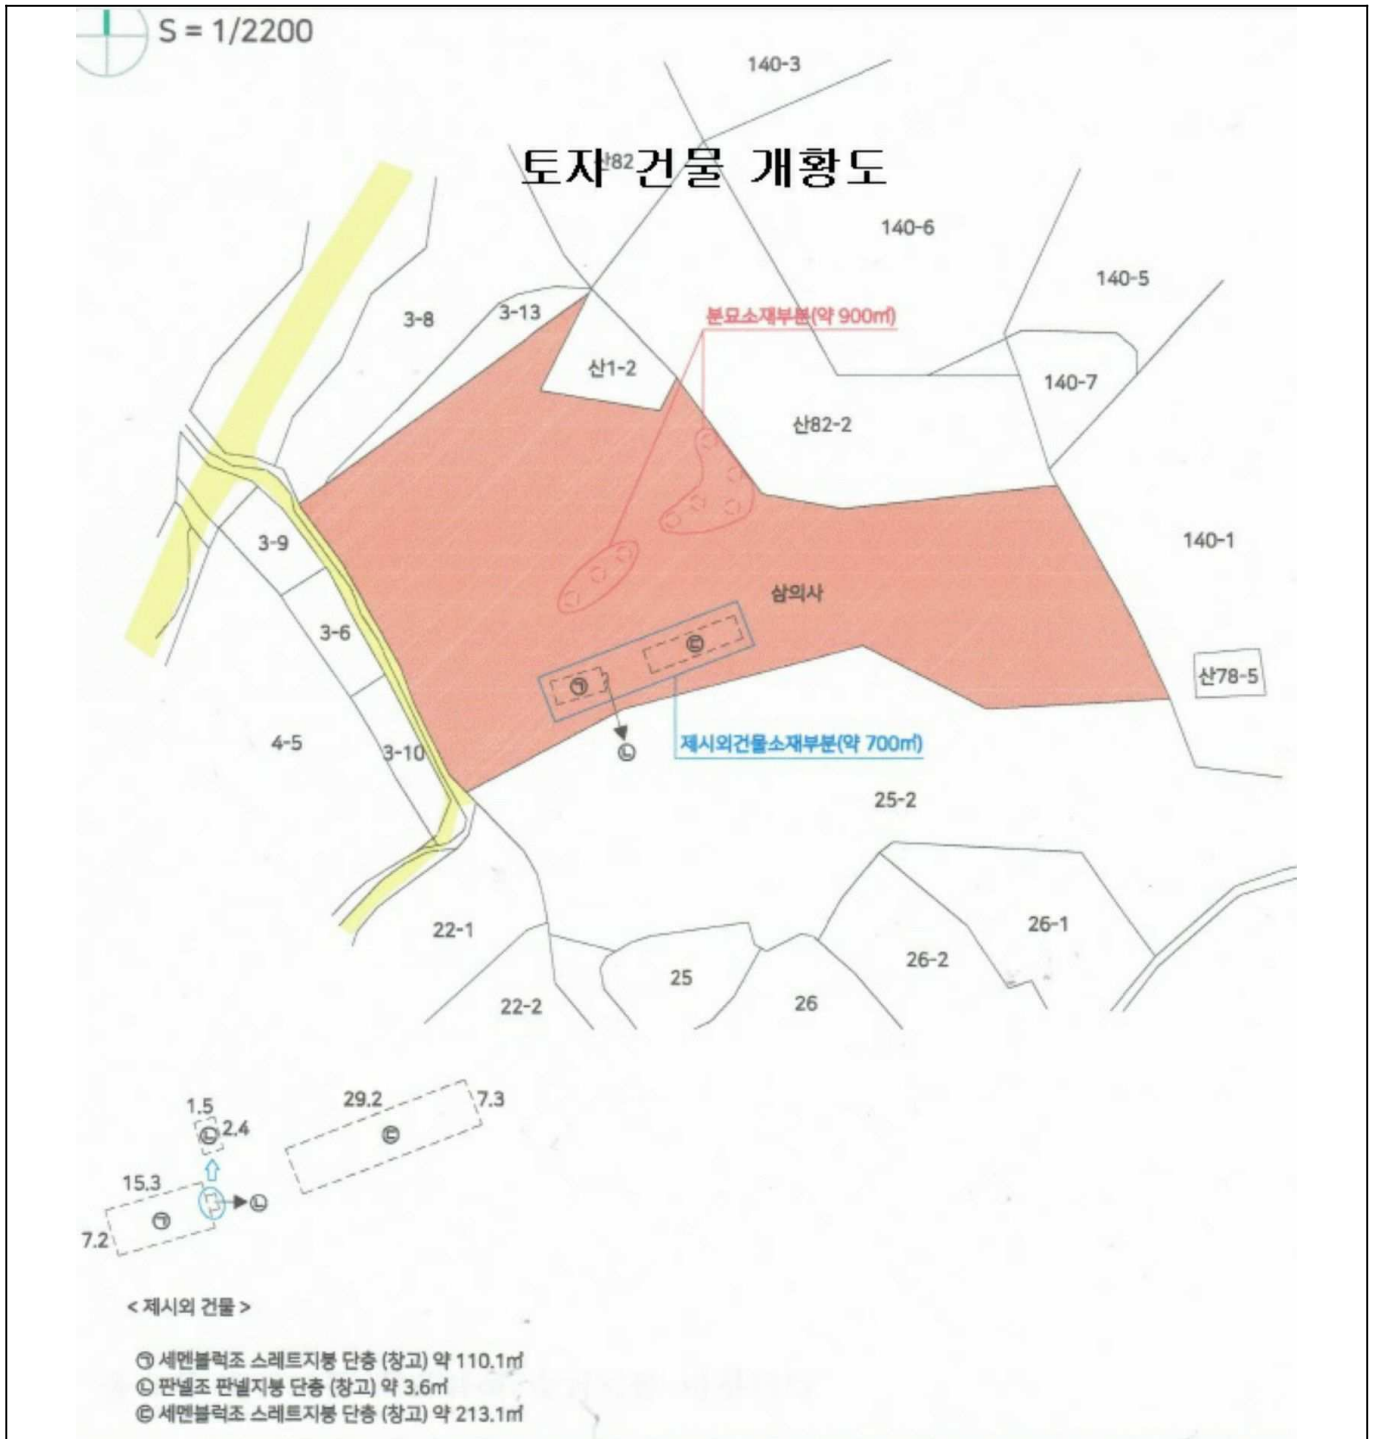 S = 1/2200
140-3
산82
토지 건물 개황도
140-6
140-5
3-8
3-13
분묘소재부분(약 900㎡)
산1-2
140-7
산82-2
3-9
140-1
삼의사
3-6
산78-5
㉠
㉢
4-5
3-10
㉡
제시외건물소재부분(약 700㎡)
25-2
22-1
26-1
26-2
25
22-2
26
29.2
7.3
1.5
㉡
2.4
㉢
15.3
㉠
㉡
7.2
< 제시외 건물 >
㉠ 세멘블럭조 스레트지붕 단층 (창고) 약 110.1㎡
㉡ 판넬조 판넬지붕 단층 (창고) 약 3.6㎡
㉢ 세멘블럭조 스레트지붕 단층 (창고) 약 213.1㎡